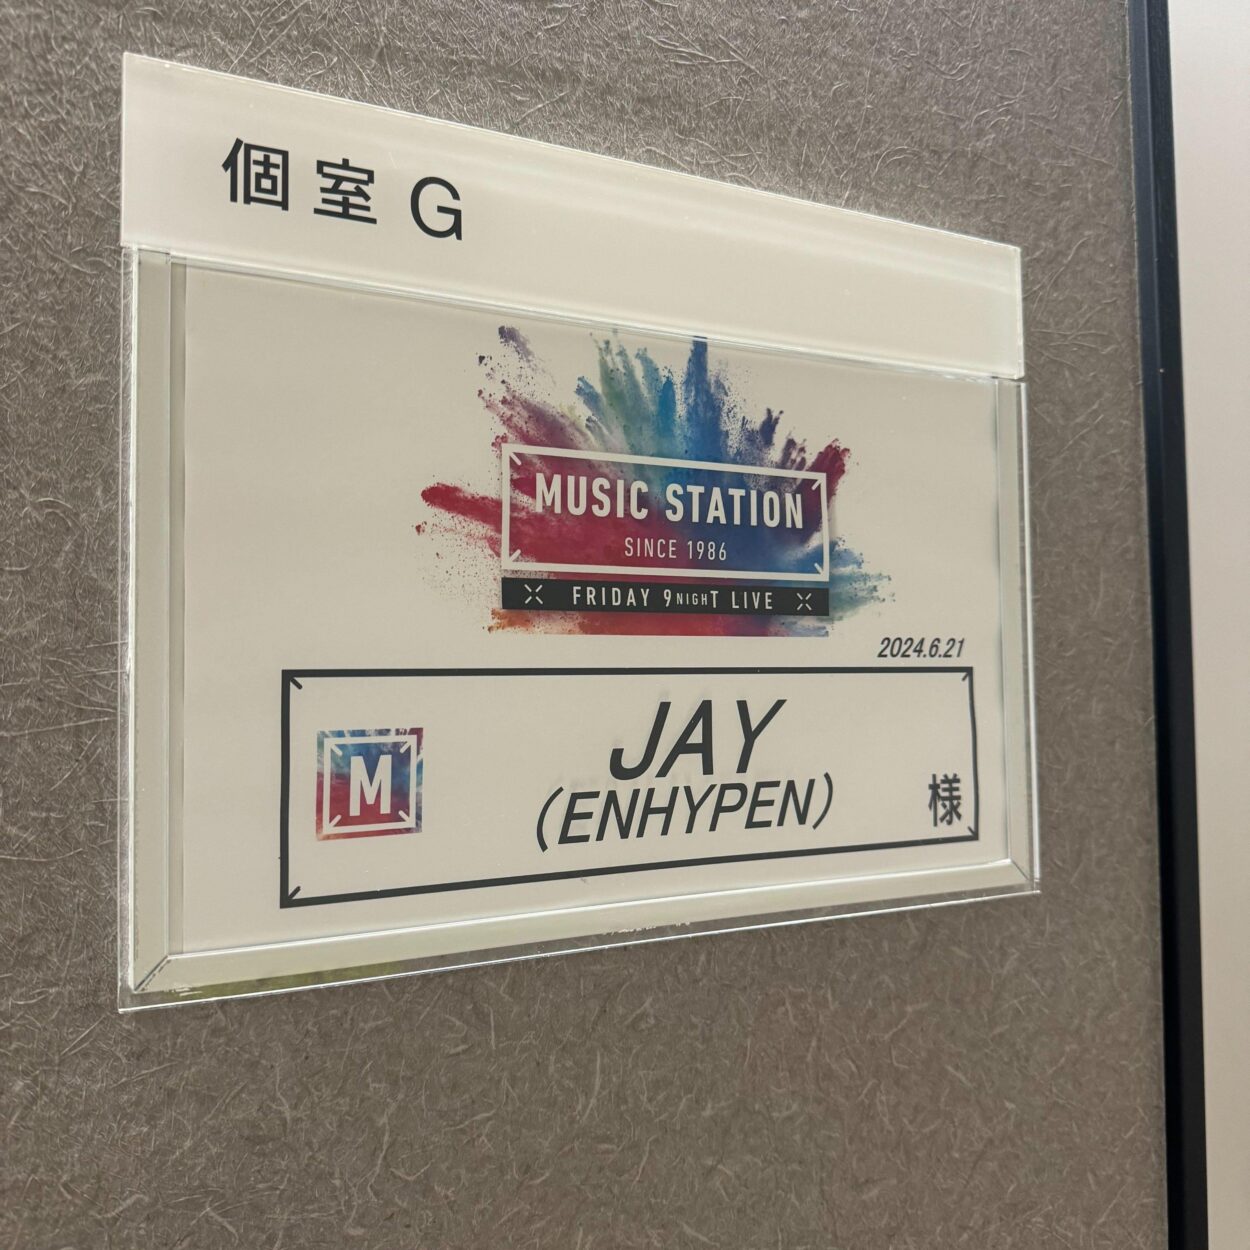 個室 G
MUSIC STATION
SINCE 1986
FRIDAY 9NIGHT LIVE
2024.6.21
M
JAY
(ENHYPEN)
様